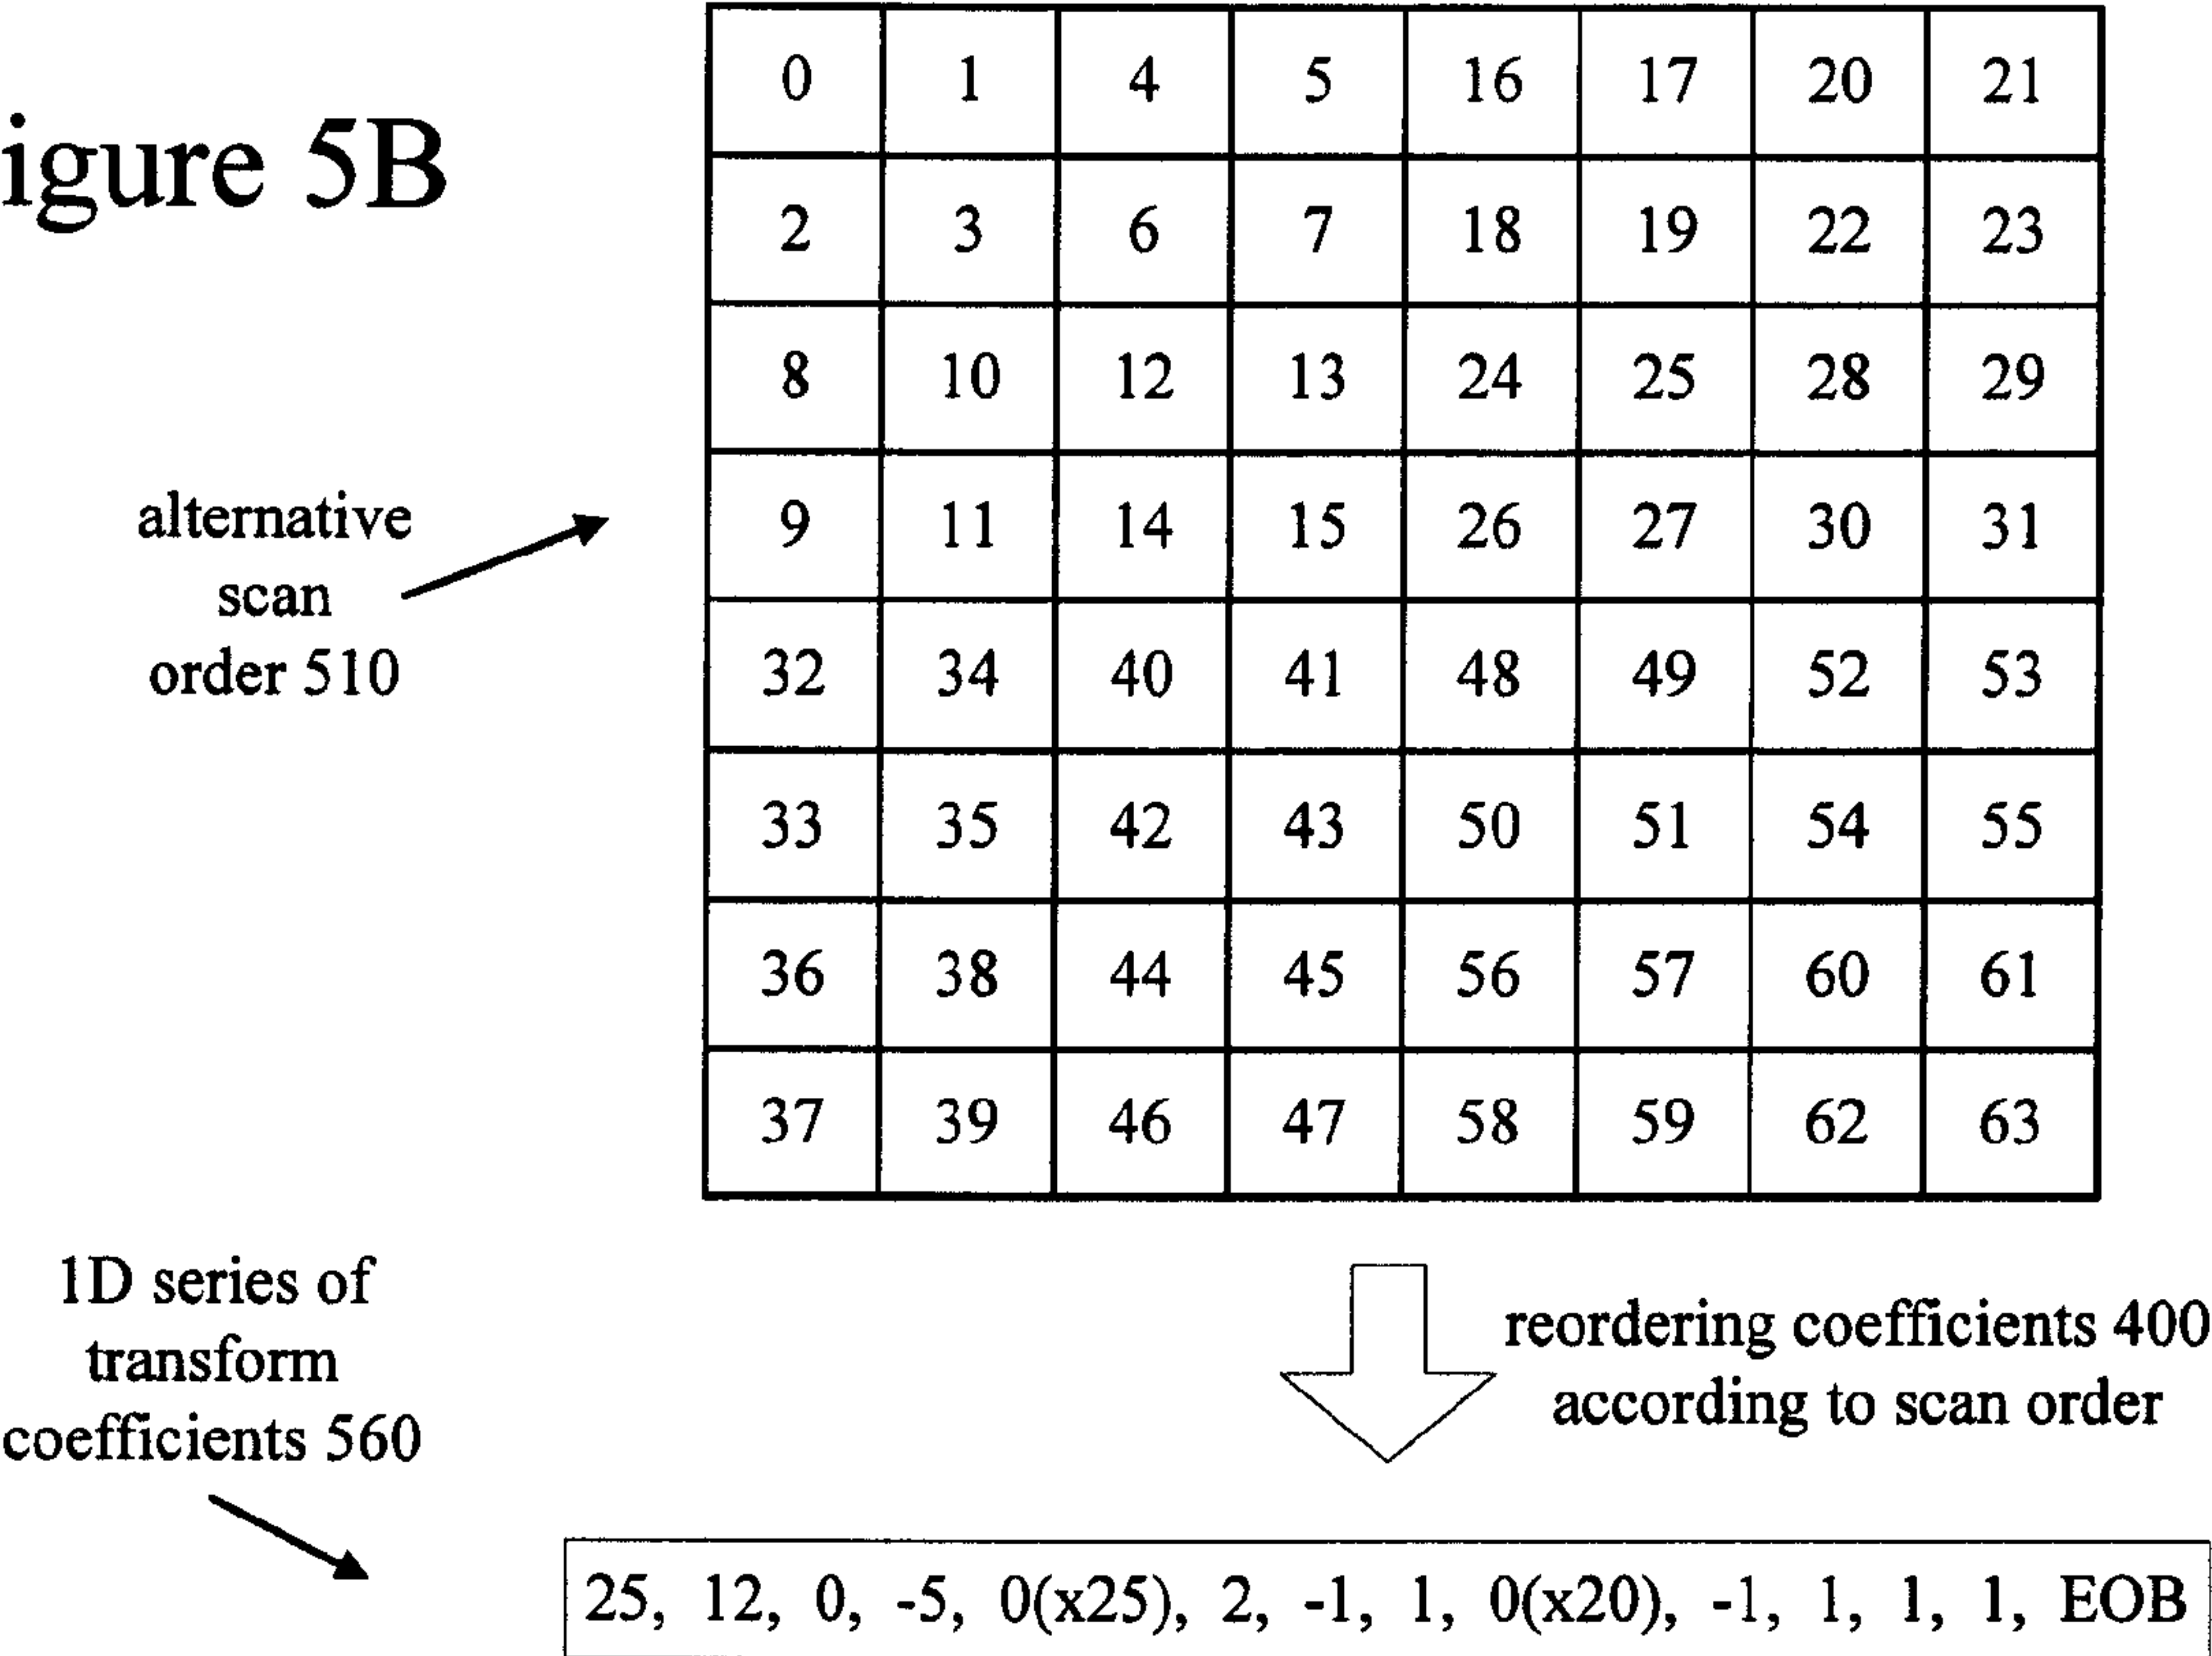 igure 5B
0 1 4 5 16 17 20 21
2 3 6 7 18 19 22 23
8 10 12 13 24 25 28 29
9 11 14 15 26 27 30 31
32 34 40 41 48 49 52 53
33 35 42 43 50 51 54 55
36 38 44 45 56 57 60 61
37 39 46 47 58 59 62 63
alternative
scan
order 510
1D series of
transform
coefficients 560
reordering coefficients 400
according to scan order
25, 12, 0, -5, 0(x25), 2, -1, 1, 0(x20), -1, 1, 1, 1, EOB